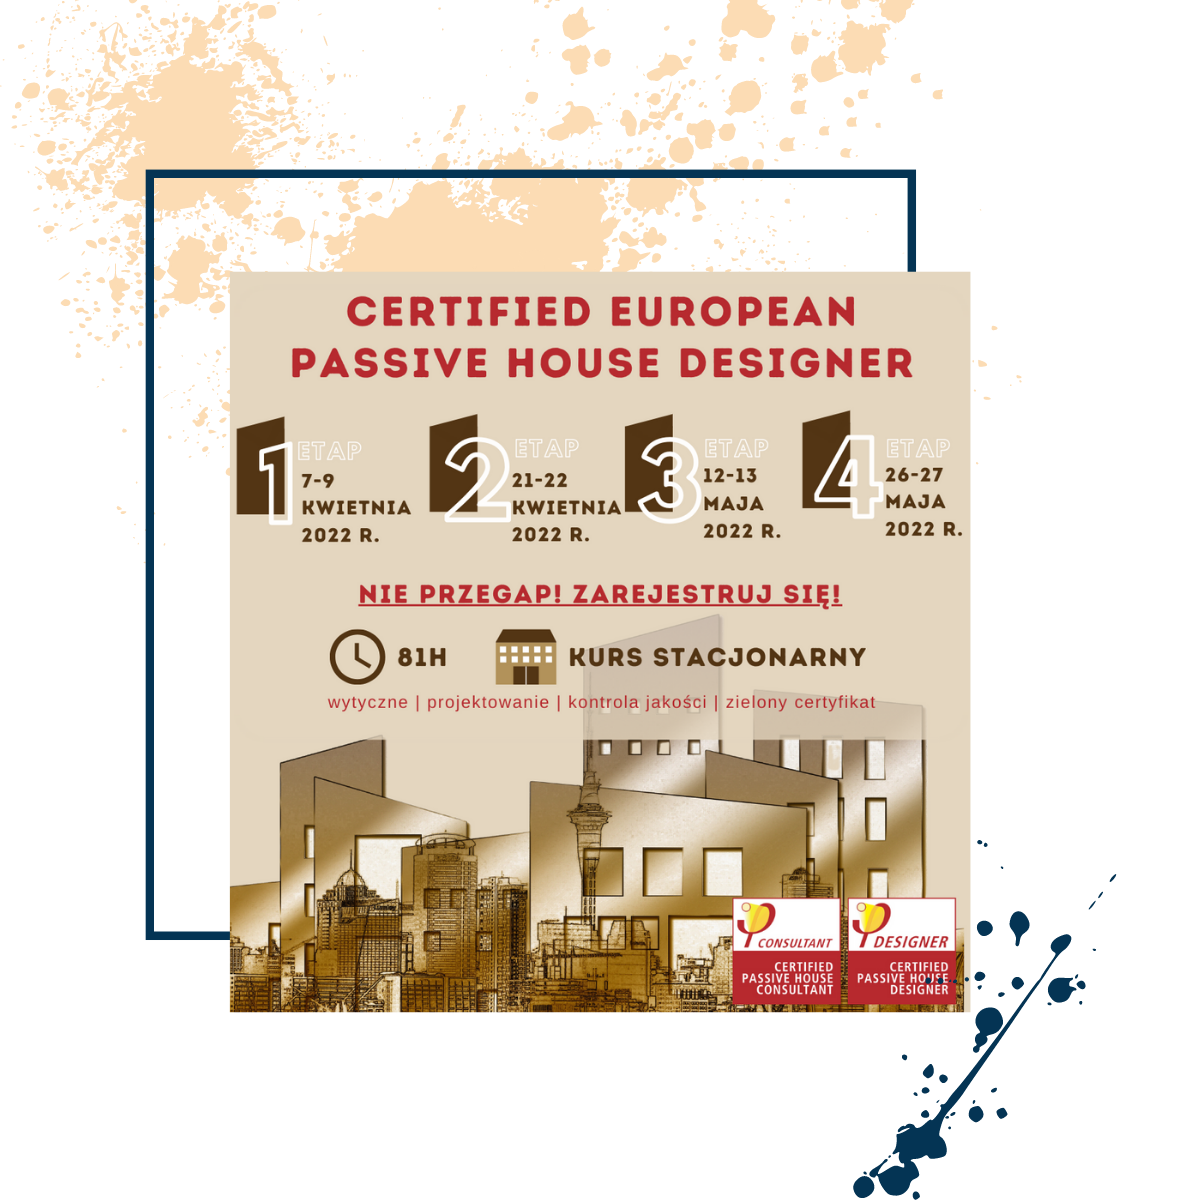 CERTIFIED EUROPEAN
PASSIVE HOUSE DESIGNER
1 ETAP
7-9
KWIETNIA
2022 R.
2 ETAP
21-22
KWIETNIA
2022 R.
3 ETAP
12-13
MAJA
2022 R.
4 ETAP
26-27
MAJA
2022 R.
NIE PRZEGAP! ZAREJESTRUJ SIĘ!
81H
KURS STACJONARNY
wytyczne | projektowanie | kontrola jakości | zielony certyfikat
CONSULTANT
CERTIFIED
PASSIVE HOUSE
CONSULTANT
DESIGNER
CERTIFIED
PASSIVE HOUSE
DESIGNER